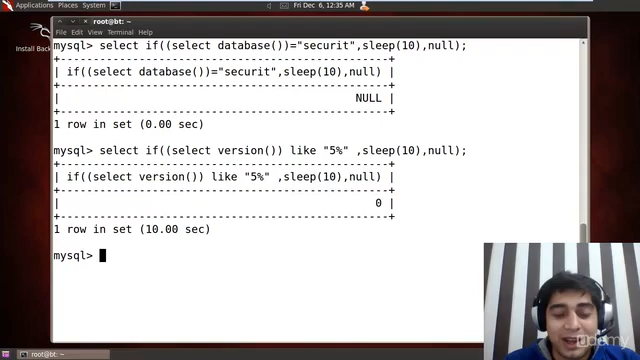 Applications Places System Fri Dec 6, 12:35 AM
root@bt: ~
File Edit View Terminal Help
Install Back
mysql> select if((select database())="securit",sleep(10),null);
+--------------------------------------------------+
| if((select database())="securit",sleep(10),null) |
+--------------------------------------------------+
| NULL |
+--------------------------------------------------+
1 row in set (0.00 sec)
mysql> select if((select version()) like "5%" ,sleep(10),null);
+--------------------------------------------------+
| if((select version()) like "5%" ,sleep(10),null) |
+--------------------------------------------------+
| 0 |
+--------------------------------------------------+
1 row in set (10.00 sec)
mysql>
udemy
root@bt: ~